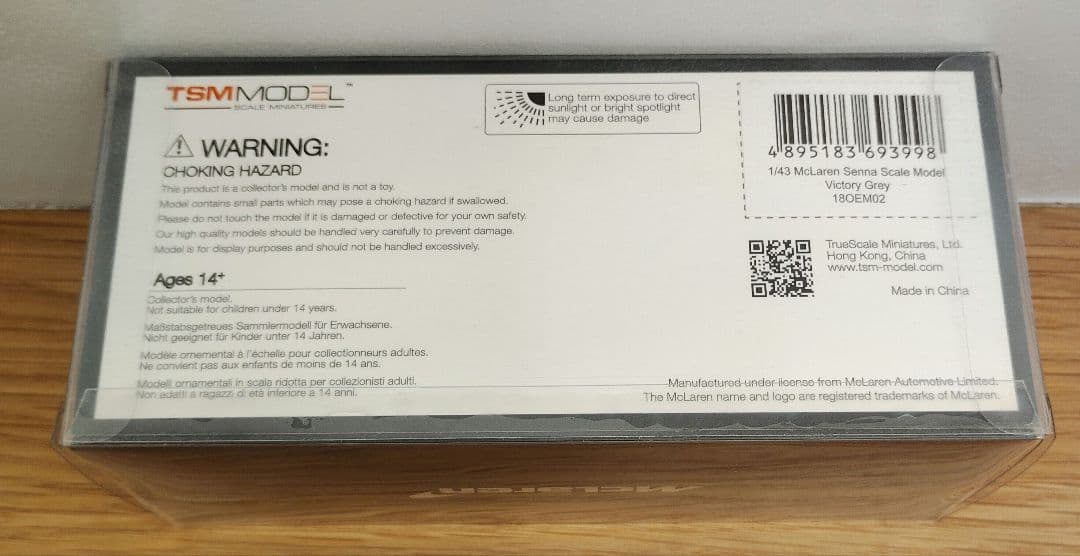 TSMMODEL™
SCALE MINIATURES
WARNING:
CHOKING HAZARD
This product is a collector's model and is not a toy.
Model contains small parts which may pose a choking hazard if swallowed.
Please do not touch the model if it is damaged or defective for your own safety.
Our high quality models should be handled very carefully to prevent damage.
Model is for display purposes and should not be handled excessively.
Ages 14+
Collector's model.
Not suitable for children under 14 years.
Maßstabsgetreues Sammlermodell für Erwachsene.
Nicht geeignet für Kinder unter 14 Jahren.
Modèle ornemental à l'échelle pour collectionneurs adultes.
Ne convient pas aux enfants de moins de 14 ans.
Modelli ornamentali in scala ridotta per collezionisti adulti.
Non adatti a ragazzi di età inferiore a 14 anni.
Long term exposure to direct
sunlight or bright spotlight
may cause damage
4 895183 693998
1/43 McLaren Senna Scale Model
Victory Grey
18OEM02
TrueScale Miniatures, Ltd.
Hong Kong, China
www.tsm-model.com
Made in China
Manufactured under license from McLaren Automotive Limited.
The McLaren name and logo are registered trademarks of McLaren.
McLaren